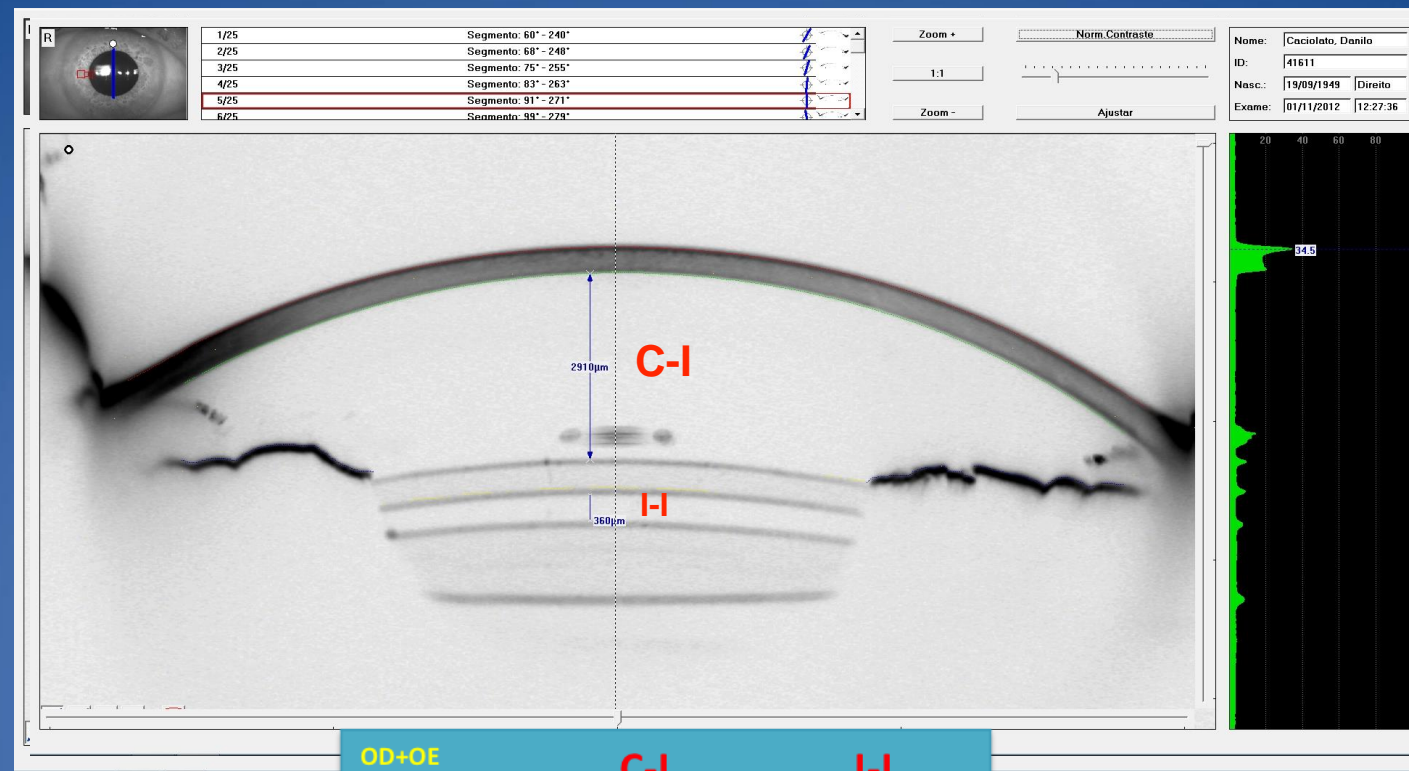 R
1/25 Segmento: 60° - 240°
2/25 Segmento: 68° - 248°
3/25 Segmento: 75° - 255°
4/25 Segmento: 83° - 263°
5/25 Segmento: 91° - 271°
6/25 Segmento: 99° - 279°
Zoom +
1:1
Zoom -
Norm.Contraste
Ajustar
Nome: Caciolato, Danilo
ID: 41611
Nasc.: 19/09/1949 Direito
Exame: 01/11/2012 12:27:36
20 40 60 80
34.5
2910µm
C-I
I-I
360µm
OD+OE
C-I I-I